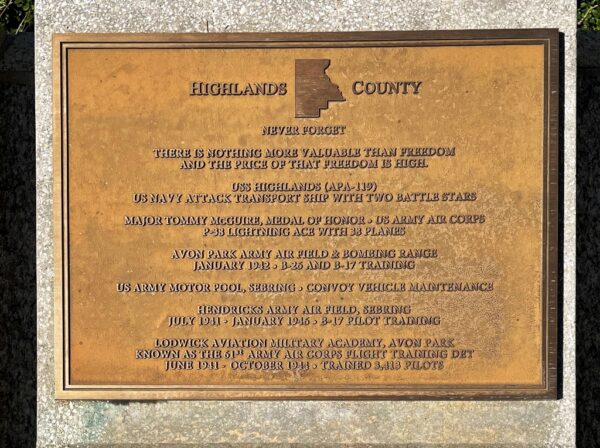 HIGHLANDS COUNTY
NEVER FORGET
THERE IS NOTHING MORE VALUABLE THAN FREEDOM
AND THE PRICE OF THAT FREEDOM IS HIGH.
USS HIGHLANDS (APA-119)
US NAVY ATTACK TRANSPORT SHIP WITH TWO BATTLE STARS
MAJOR TOMMY MCGUIRE, MEDAL OF HONOR - US ARMY AIR CORPS
P-38 LIGHTNING ACE WITH 38 PLANES
AVON PARK ARMY AIR FIELD & BOMBING RANGE
JANUARY 1942 - B-26 AND B-17 TRAINING
US ARMY MOTOR POOL, SEBRING - CONVOY VEHICLE MAINTENANCE
HENDRICKS ARMY AIR FIELD, SEBRING
JULY 1941 - JANUARY 1946 - B-17 PILOT TRAINING
LODWICK AVIATION MILITARY ACADEMY, AVON PARK
KNOWN AS THE 61ST ARMY AIR CORPS FLIGHT TRAINING DET
JUNE 1941 - OCTOBER 1944 - TRAINED 3,413 PILOTS